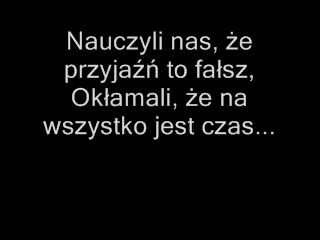 Nauczyli nas, że
przyjaźń to fałsz,
Okłamali, że na
wszystko jest czas...